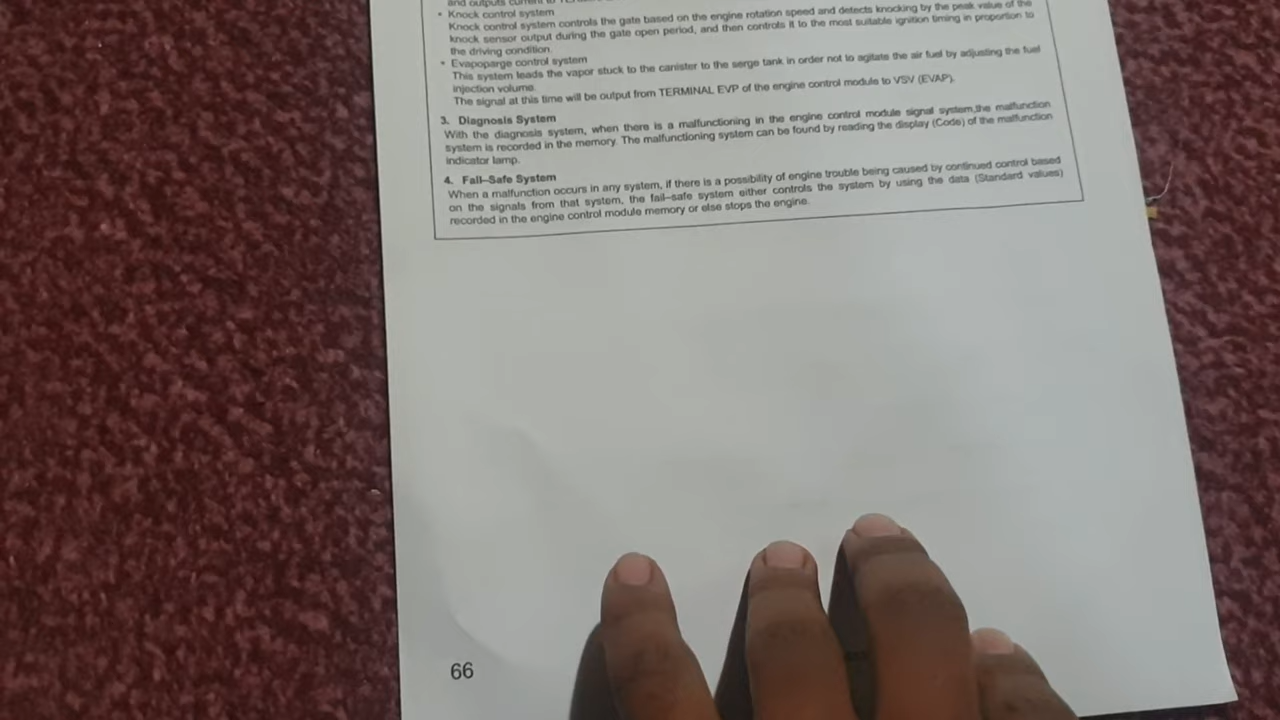 and outputs current to
• Knock control system
Knock control system controls the gate based on the engine rotation speed and detects knocking by the peak value of the
knock sensor output during the gate open period, and then controls it to the most suitable ignition timing in proportion to
the driving condition.
• Evapoparge control system
This system leads the vapor stuck to the canister to the serge tank in order not to agitate the air fuel by adjusting the fuel
injection volume.
The signal at this time will be output from TERMINAL EVP of the engine control module to VSV (EVAP).
3. Diagnosis System
With the diagnosis system, when there is a malfunctioning in the engine control module signal system,the malfunction
system is recorded in the memory. The malfunctioning system can be found by reading the display (Code) of the malfunction
indicator lamp.
4. Fail–Safe System
When a malfunction occurs in any system, if there is a possibility of engine trouble being caused by continued control based
on the signals from that system, the fail–safe system either controls the system by using the data (Standard values)
recorded in the engine control module memory or else stops the engine.
66